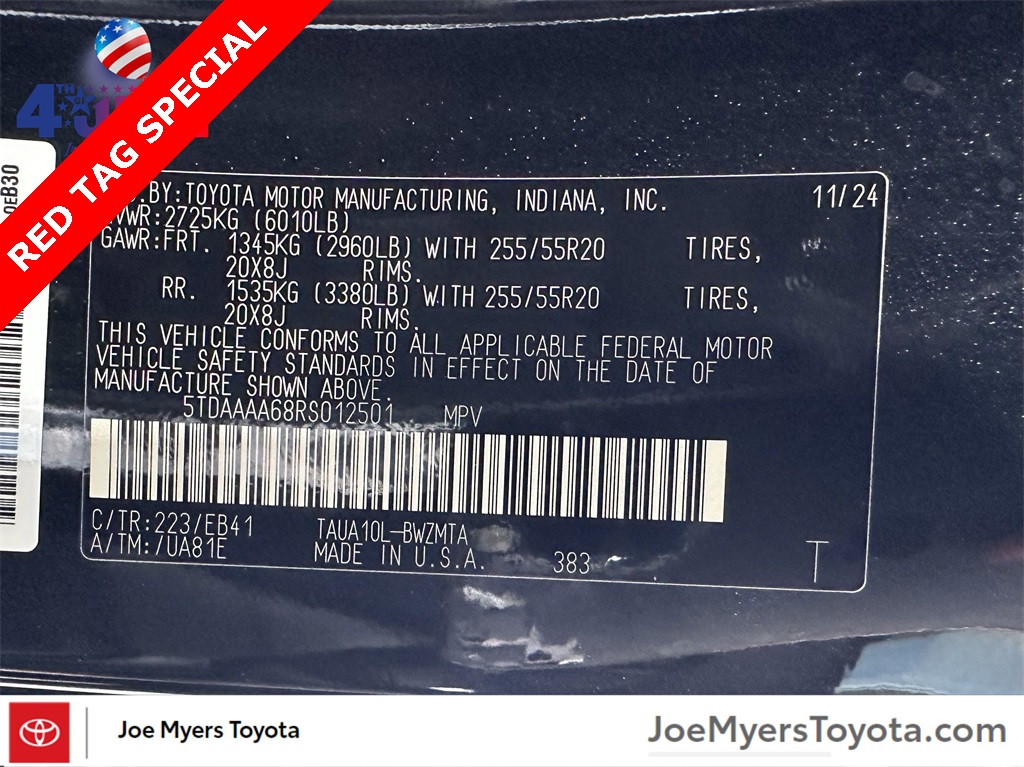 4TH
RED TAG SPECIAL
0EB30
.BY:TOYOTA MOTOR MANUFACTURING, INDIANA, INC. 11/24
VWR:2725KG (6010LB)
GAWR:FRT. 1345KG (2960LB) WITH 255/55R20 TIRES,
20X8J RIMS.
RR. 1535KG (3380LB) WITH 255/55R20 TIRES,
20X8J RIMS.
THIS VEHICLE CONFORMS TO ALL APPLICABLE FEDERAL MOTOR
VEHICLE SAFETY STANDARDS IN EFFECT ON THE DATE OF
MANUFACTURE SHOWN ABOVE.
5TDAAAA68RS012501 MPV
C/TR:223/EB41 TAUA10L-BWZMTA
A/TM:/UA81E MADE IN U.S.A. 383 T
Joe Myers Toyota
JoeMyersToyota.com